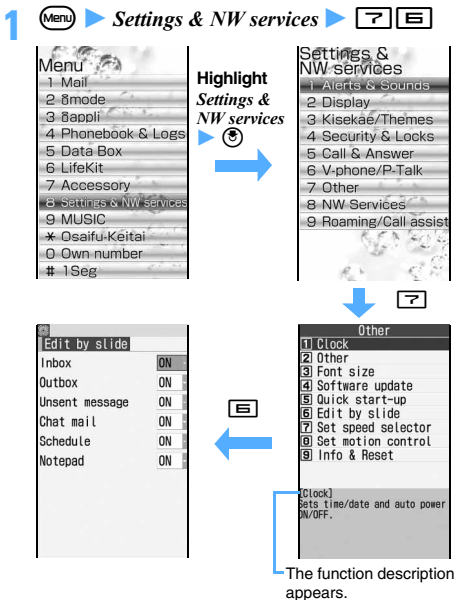 1 Menu ▶ Settings & NW services ▶ 7 6
Menu
1 Mail
2 imode
3 iappli
4 Phonebook & Logs
5 Data Box
6 LifeKit
7 Accessory
8 Settings & NW services
9 MUSIC
* Osaifu-Keitai
0 Own number
# 1Seg
Highlight
Settings &
NW services
▶
Settings &
NW services
1 Alerts & Sounds
2 Display
3 Kisekae/Themes
4 Security & Locks
5 Call & Answer
6 V-phone/P-Talk
7 Other
8 NW Services
9 Roaming/Call assist
7
Other
1 Clock
2 Other
3 Font size
4 Software update
5 Quick start-up
6 Edit by slide
7 Set speed selector
8 Set motion control
9 Info & Reset
[Clock]
Sets time/date and auto power
ON/OFF.
The function description
appears.
6
Edit by slide
Inbox ON
Outbox ON
Unsent message ON
Chat mail ON
Schedule ON
Notepad ON